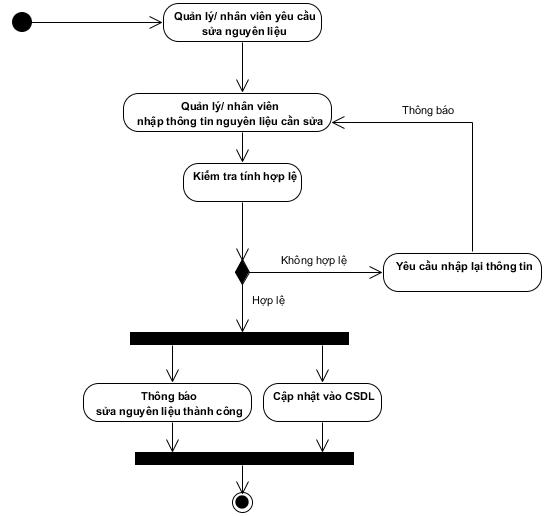 Quản lý/ nhân viên yêu cầu
sửa nguyên liệu
Quản lý/ nhân viên
nhập thông tin nguyên liệu cần sửa
Thông báo
Kiểm tra tính hợp lệ
Không hợp lệ
Yêu cầu nhập lại thông tin
Hợp lệ
Thông báo
sửa nguyên liệu thành công
Cập nhật vào CSDL